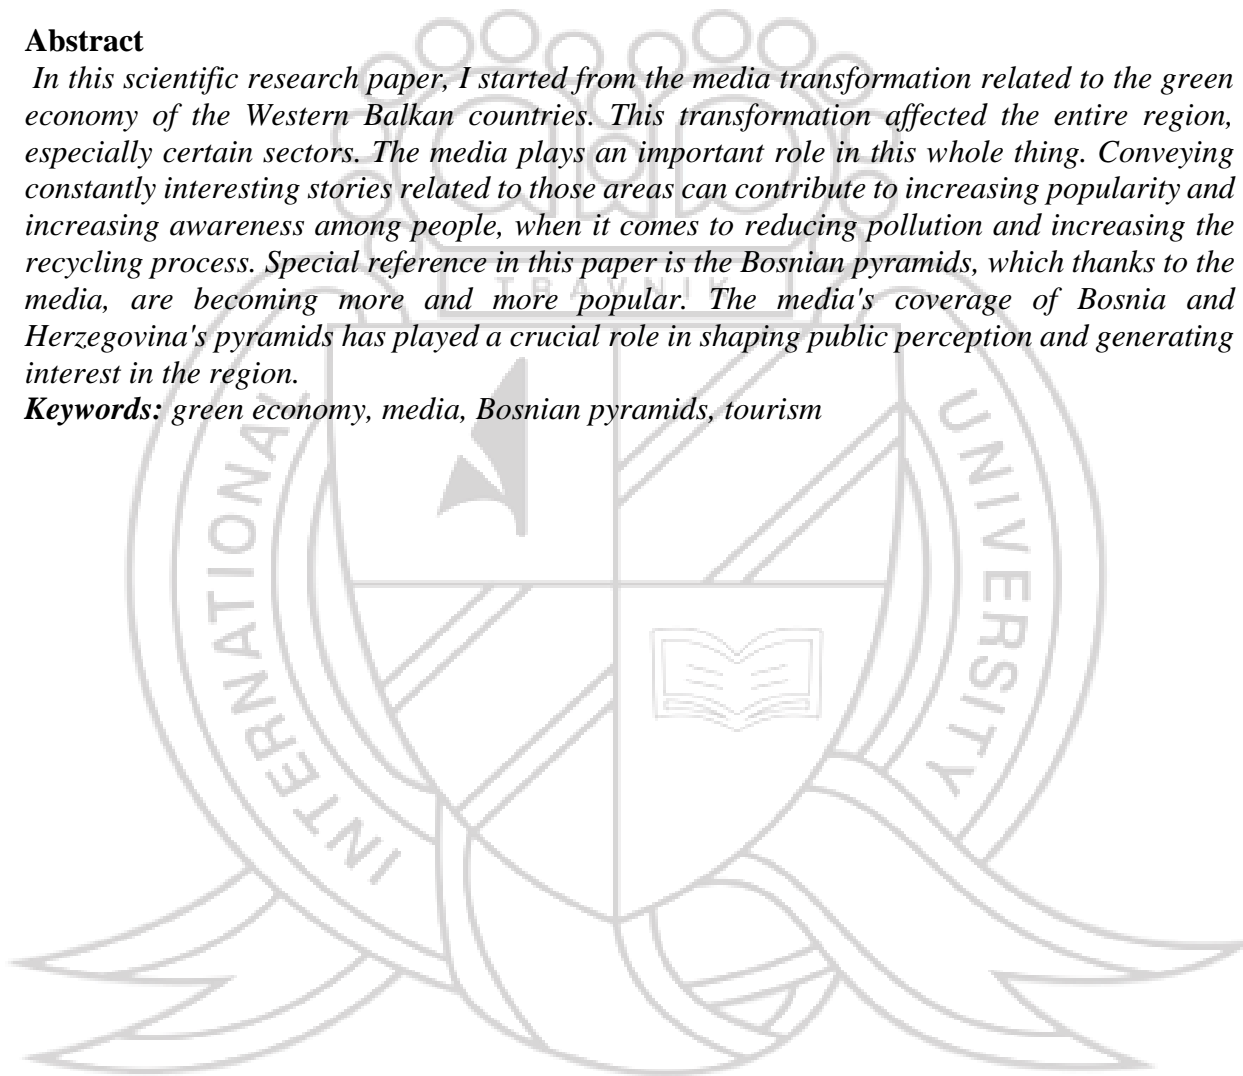 Abstract
In this scientific research paper, I started from the media transformation related to the green
economy of the Western Balkan countries. This transformation affected the entire region,
especially certain sectors. The media plays an important role in this whole thing. Conveying
constantly interesting stories related to those areas can contribute to increasing popularity and
increasing awareness among people, when it comes to reducing pollution and increasing the
recycling process. Special reference in this paper is the Bosnian pyramids, which thanks to the
media, are becoming more and more popular. The media's coverage of Bosnia and
Herzegovina's pyramids has played a crucial role in shaping public perception and generating
interest in the region.
Keywords: green economy, media, Bosnian pyramids, tourism
TRAVNIK
INTERNATIONAL
UNIVERSITY